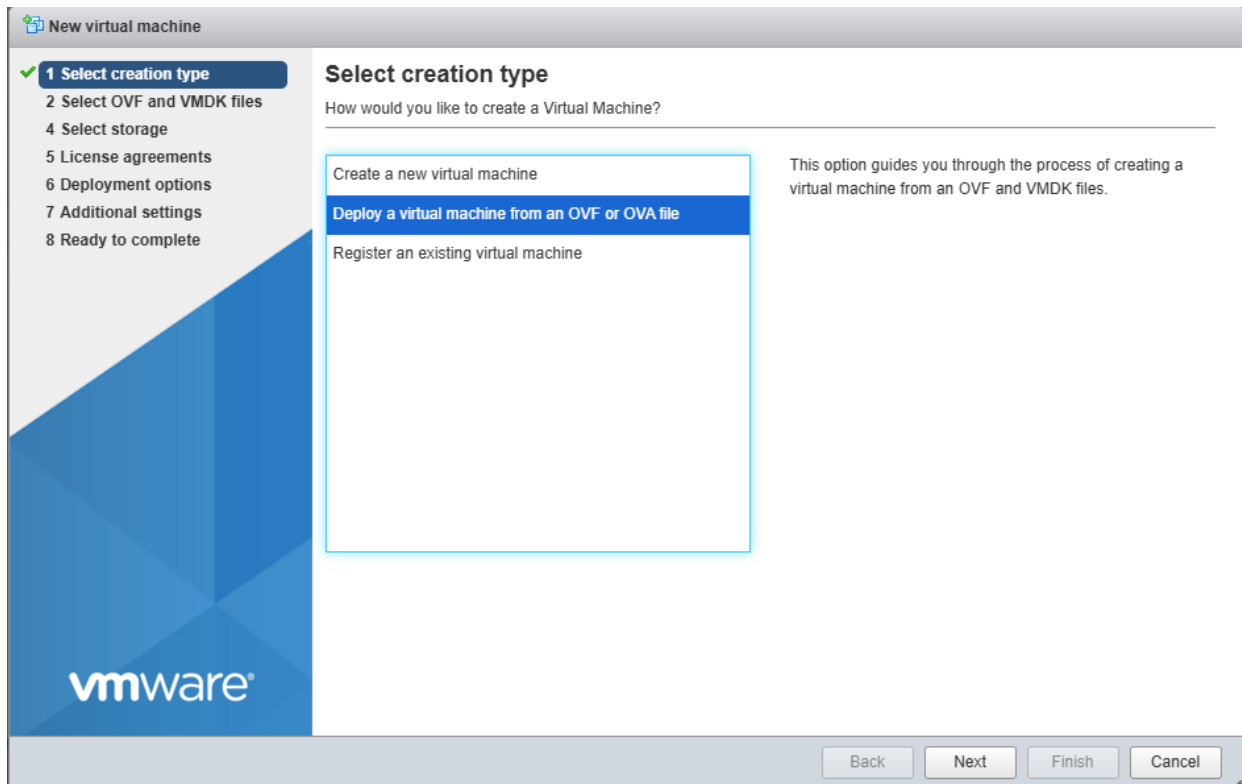 New virtual machine
1 Select creation type
2 Select OVF and VMDK files
4 Select storage
5 License agreements
6 Deployment options
7 Additional settings
8 Ready to complete
vmware®
Select creation type
How would you like to create a Virtual Machine?
Create a new virtual machine
Deploy a virtual machine from an OVF or OVA file
Register an existing virtual machine
This option guides you through the process of creating a
virtual machine from an OVF and VMDK files.
Back Next Finish Cancel